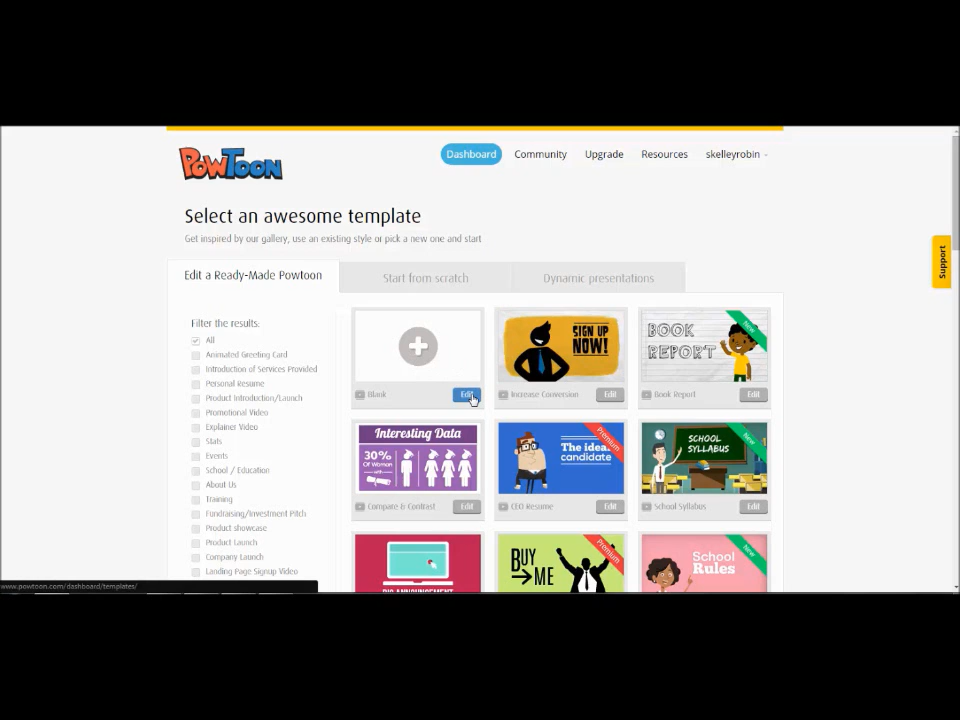 PowToon
Dashboard Community Upgrade Resources skelleyrobin
Select an awesome template
Get inspired by our gallery, use an existing style or pick a new one and start
Support
Edit a Ready-Made Powtoon Start from scratch Dynamic presentations
Filter the results:
All
Animated Greeting Card
Introduction of Services Provided
Personal Resume
Product Introduction/Launch
Promotional Video
Explainer Video
Stats
Events
School / Education
About Us
Training
Fundraising/Investment Pitch
Product showcase
Product Launch
Company Launch
Landing Page Signup Video
Blank Edit
SIGN UP
NOW!
Increase Conversion Edit
BOOK
REPORT
New
Book Report Edit
Interesting Data
30%
Of Woman
with
Compare & Contrast Edit
The ideal
candidate
Premium
CEO Resume Edit
SCHOOL
SYLLABUS
New
School Syllabus Edit
BIG ANNOUNCEMENT
BUY
ME
Premium
School
Rules
New
www.powtoon.com/dashboard/templates/